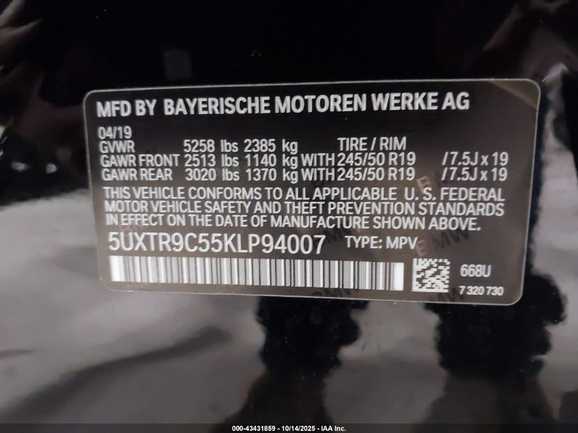 MFD BY BAYERISCHE MOTOREN WERKE AG
04/19
GVWR 5258 lbs 2385 kg TIRE / RIM
GAWR FRONT 2513 lbs 1140 kg WITH 245/50 R19 /7.5J x 19
GAWR REAR 3020 lbs 1370 kg WITH 245/50 R19 /7.5J x 19
THIS VEHICLE CONFORMS TO ALL APPLICABLE U. S. FEDERAL
MOTOR VEHICLE SAFETY AND THEFT PREVENTION STANDARDS
IN EFFECT ON THE DATE OF MANUFACTURE SHOWN ABOVE.
5UXTR9C55KLP94007 TYPE: MPV
668U
7 320 730
000-43431859 - 10/14/2025 - IAA Inc.